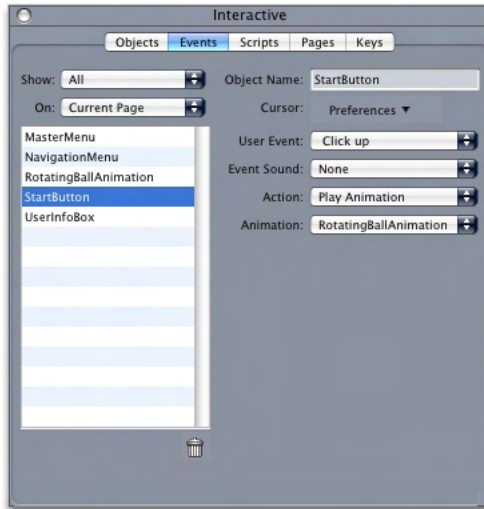 Interactive
Objects Events Scripts Pages Keys
Show: All
On: Current Page
MasterMenu
NavigationMenu
RotatingBallAnimation
StartButton
UserInfoBox
Object Name: StartButton
Cursor: Preferences ▼
User Event: Click up
Event Sound: None
Action: Play Animation
Animation: RotatingBallAnimation